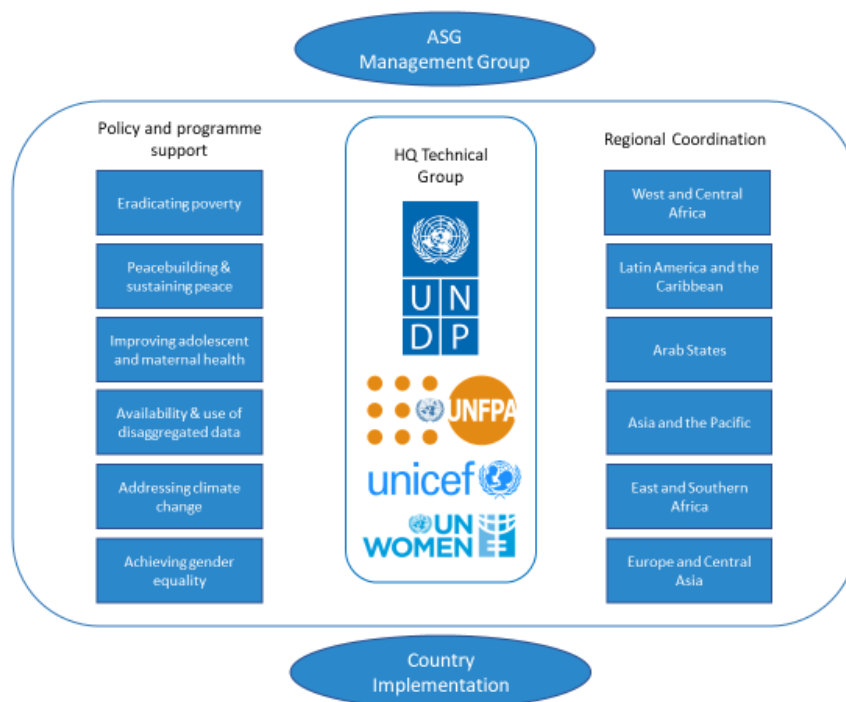 ASG
Management Group
Policy and programme
support
Eradicating poverty
Peacebuilding &
sustaining peace
Improving adolescent
and maternal health
Availability & use of
disaggregated data
Addressing climate
change
Achieving gender
equality
HQ Technical
Group
U N
D P
UNFPA
unicef
UN
WOMEN
Regional Coordination
West and Central
Africa
Latin America and the
Caribbean
Arab States
Asia and the Pacific
East and Southern
Africa
Europe and Central
Asia
Country
Implementation